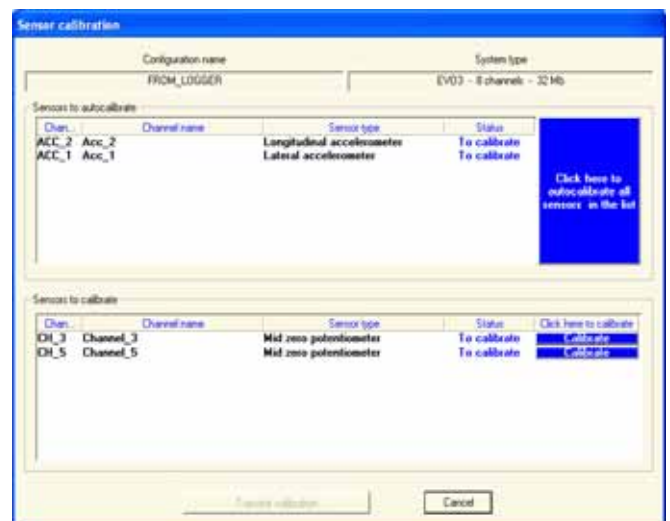 Sensor calibration
Configuration name System type
FROM_LOGGER EVO3 - 8 channels - 32 Mb
Sensors to autocalibrate
Chan... Channel name Sensor type Status
ACC_2 Acc_2 Longitudinal accelerometer To calibrate
ACC_1 Acc_1 Lateral accelerometer To calibrate
Click here to
autocalibrate all
sensors in the list
Sensors to calibrate
Chan... Channel name Sensor type Status Click here to calibrate
CH_3 Channel_3 Mid zero potentiometer To calibrate Calibrate
CH_5 Channel_5 Mid zero potentiometer To calibrate Calibrate
Transmit calibration Cancel